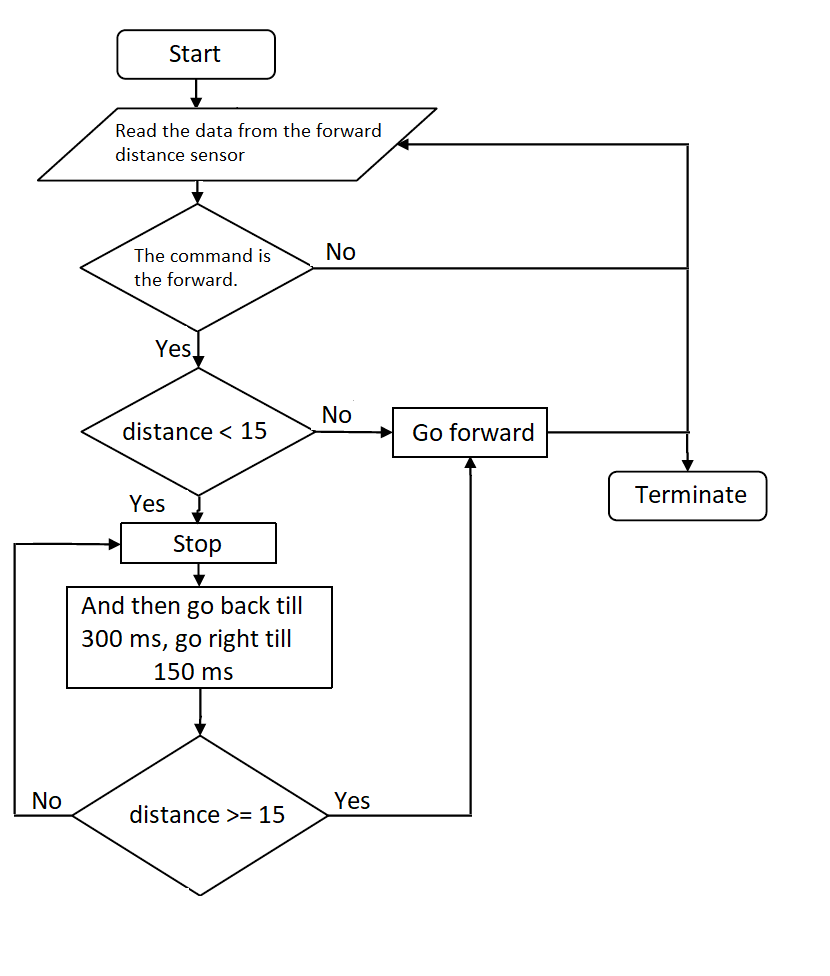 Start
Read the data from the forward
distance sensor
The command is
the forward.
No
Yes
distance < 15
No
Go forward
Yes
Terminate
Stop
And then go back till
300 ms, go right till
150 ms
No
distance >= 15
Yes